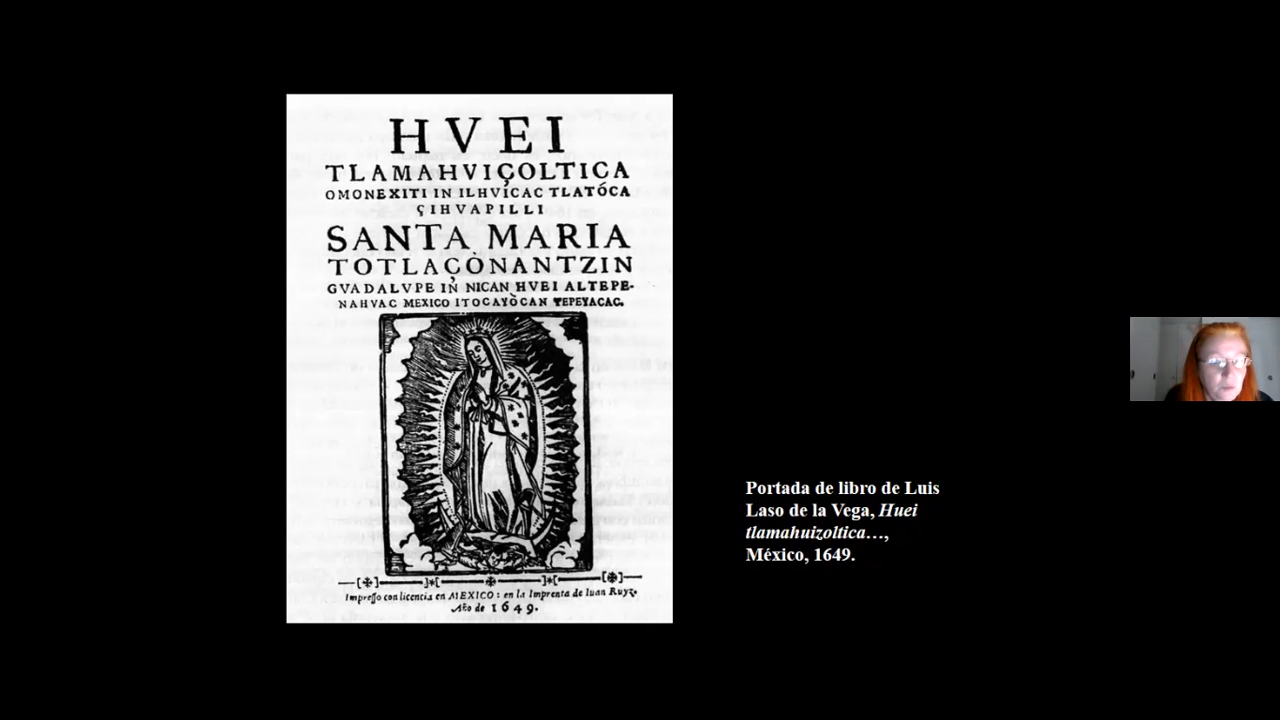 HVEI
TLAMAHVIÇOLTICA
OMONEXITI IN ILHVICAC TLATÓCA
ÇIHVAPILLI
SANTA MARIA
TOTLAÇÒNANTZIN
GVADALVPE IN NICAN HVEI ALTEPE-
NAHVAC MEXICO ITOCAYÒCAN TEPEYACAC.
Impresso con licencia en MEXICO: en la Imprenta de Iuan Ruyz.
Año de 1649.
Portada de libro de Luis
Laso de la Vega, Huei
tlamahuizoltica…,
México, 1649.